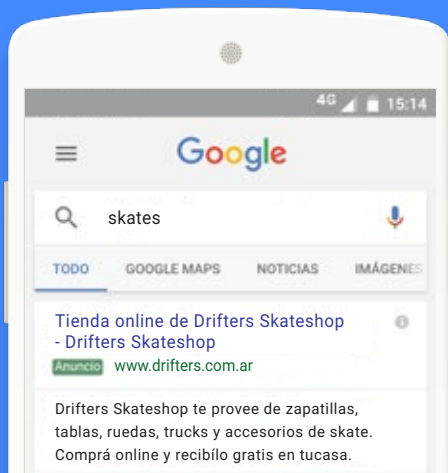 4G 15:14
Google
skates
TODO GOOGLE MAPS NOTICIAS IMÁGENES
Tienda online de Drifters Skateshop
- Drifters Skateshop
Anuncio www.drifters.com.ar
Drifters Skateshop te provee de zapatillas,
tablas, ruedas, trucks y accesorios de skate.
Comprá online y recibílo gratis en tucasa.